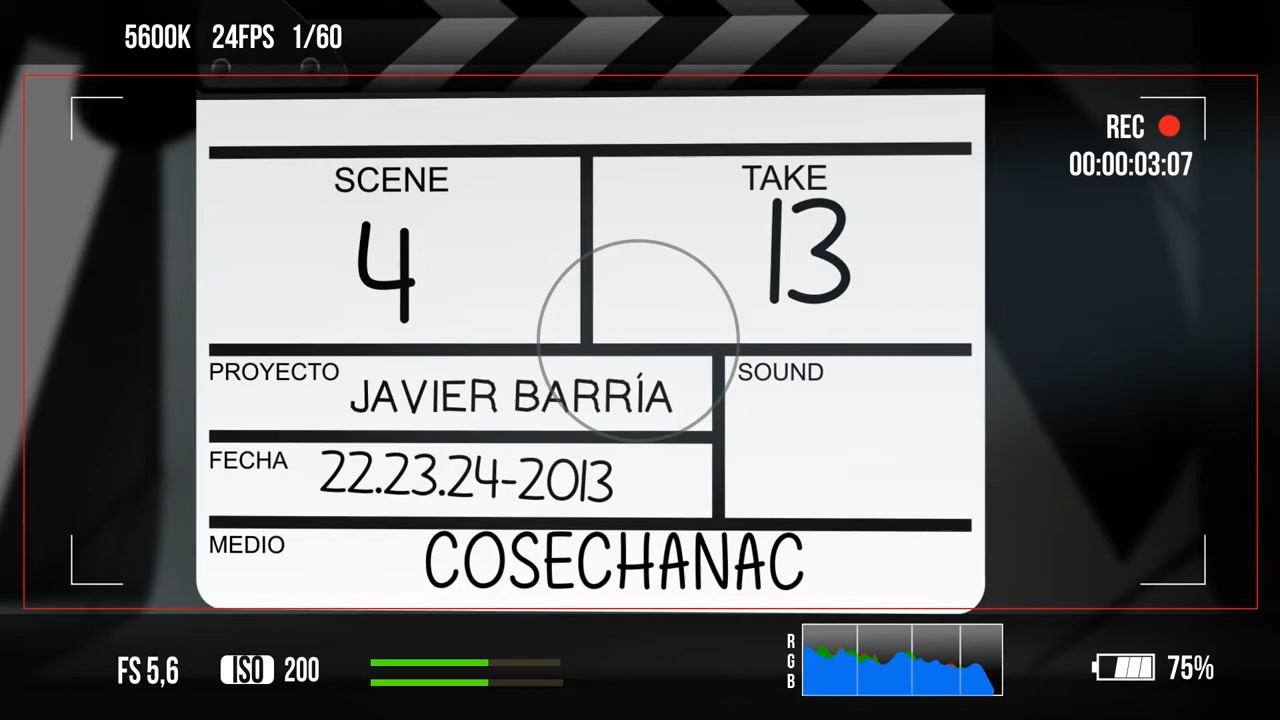 5600K 24FPS 1/60
REC
00:00:03:07
SCENE
4
TAKE
13
PROYECTO
JAVIER BARRÍA
SOUND
FECHA
22.23.24-2013
MEDIO
COSECHANAC
FS 5,6
ISO 200
R
G
B
75%